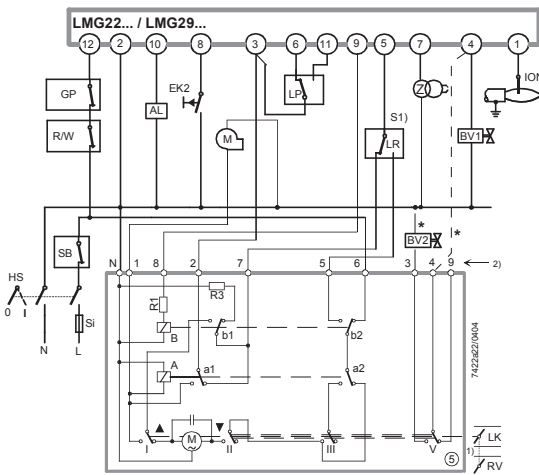 LMG22... / LMG29...
12 2 10 8 3 6 11 9 5 7 4 1
GP
EK2
AL
LP
Z
ION
R/W
M
S1)
LR
BV1
SB
*
*
BV2
HS
0 I
Si
N L
N 1 8 2 7 5 6 3 4 9 2)
R1
R3
B
b1
b2
A
a1
a2
M
~
I
II
III
V
5
LK
1)
RV
7422a22/0404